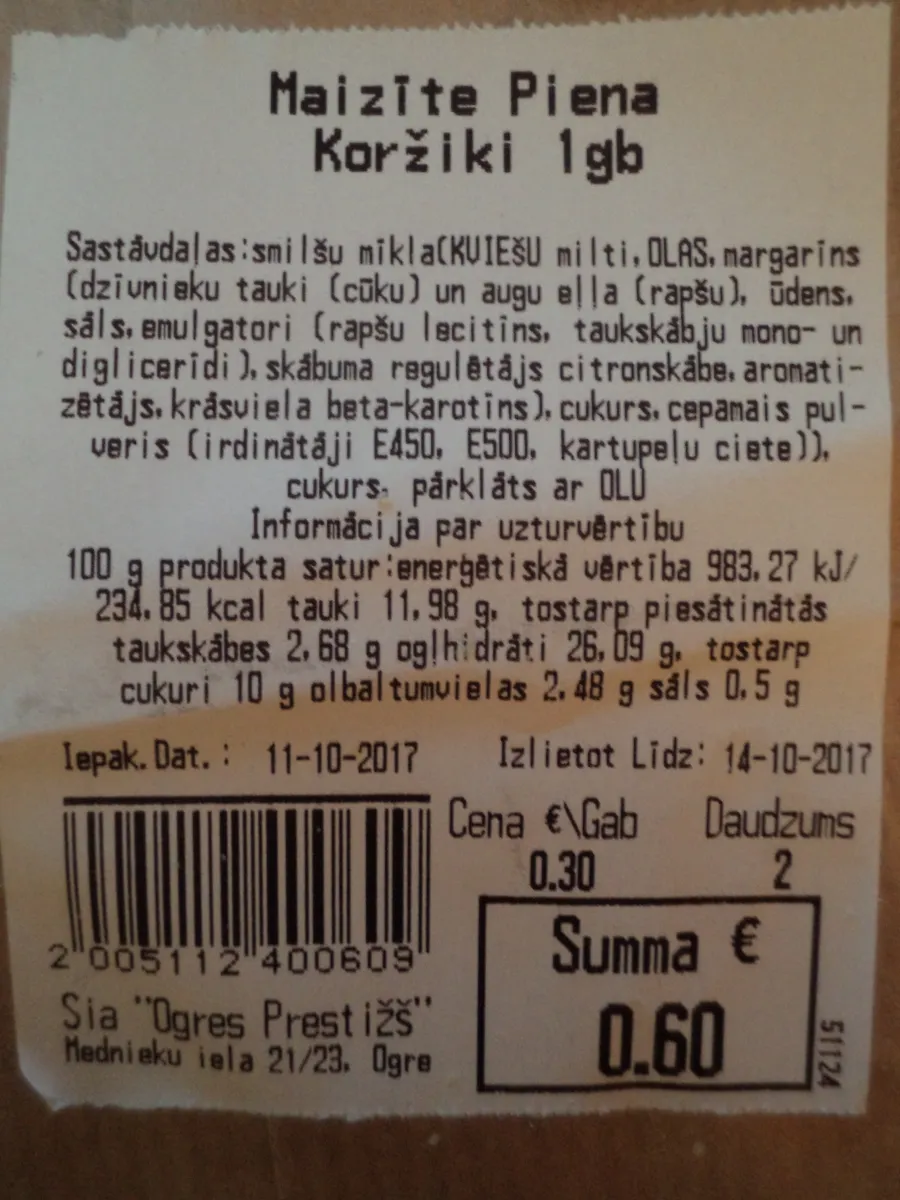 Maizīte Piena
Koržiki 1gb
Sastāvdaļas:smilšu mīkla(KVIEŠU milti, OLAS, margarīns
(dzīvnieku tauki (cūku) un augu eļļa (rapšu), ūdens,
sāls, emulgatori (rapšu lecitīns, taukskābju mono- un
diglicerīdi), skābuma regulētājs citronskābe, aromati-
zētājs, krāsviela beta-karotīns), cukurs, cepamais pul-
veris (irdinātāji E450, E500, kartupeļu ciete)),
cukurs, pārklāts ar OLU
Informācija par uzturvērtību
100 g produkta satur:enerģētiskā vērtība 983,27 kJ/
234,85 kcal tauki 11,98 g, tostarp piesātinātās
taukskābes 2,68 g ogļhidrāti 26,09 g, tostarp
cukuri 10 g olbaltumvielas 2,48 g sāls 0,5 g
Iepak.Dat.: 11-10-2017 Izlietot Līdz: 14-10-2017
Cena €\Gab Daudzums
0.30 2
Summa €
0.60
51124
2 005112 400609
Sia "Ogres Prestižš"
Mednieku iela 21/23, Ogre